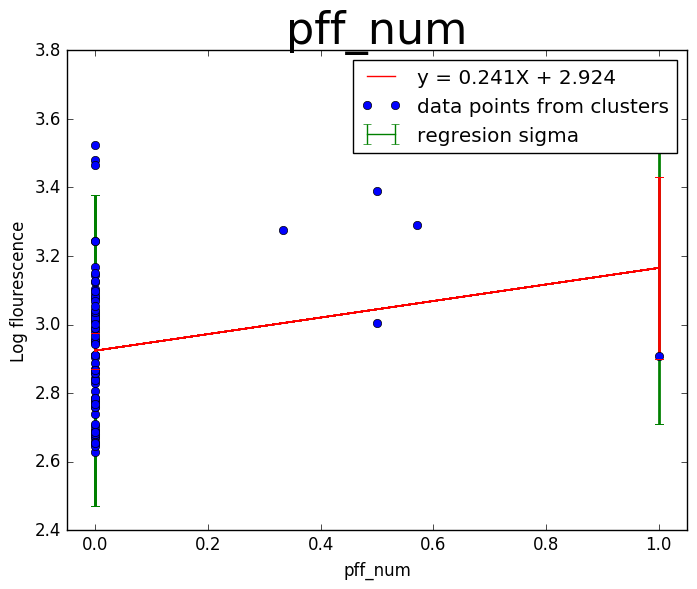 pff_num
3.8
3.6
3.4
3.2
3.0
2.8
2.6
2.4
Log flourescence
y = 0.241X + 2.924
data points from clusters
regresion sigma
0.0 0.2 0.4 0.6 0.8 1.0
pff_num